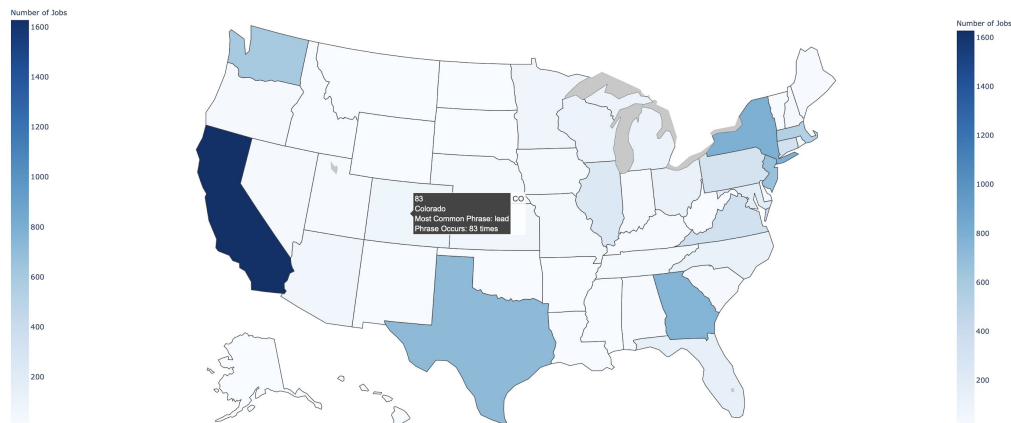 Number of Jobs
1600
1400
1200
1000
800
600
400
200
83
CO
Colorado
Most Common Phrase: lead
Phrase Occurs: 83 times
Number of Jobs
1600
1400
1200
1000
800
600
400
200